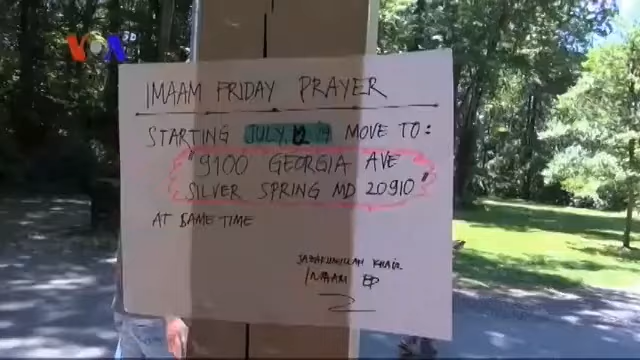 VOA
IMAAM FRIDAY PRAYER
STARTING JULY 19 MOVE TO:
"9100 GEORGIA AVE
SILVER SPRING MD 20910"
AT SAME TIME
IMAAM